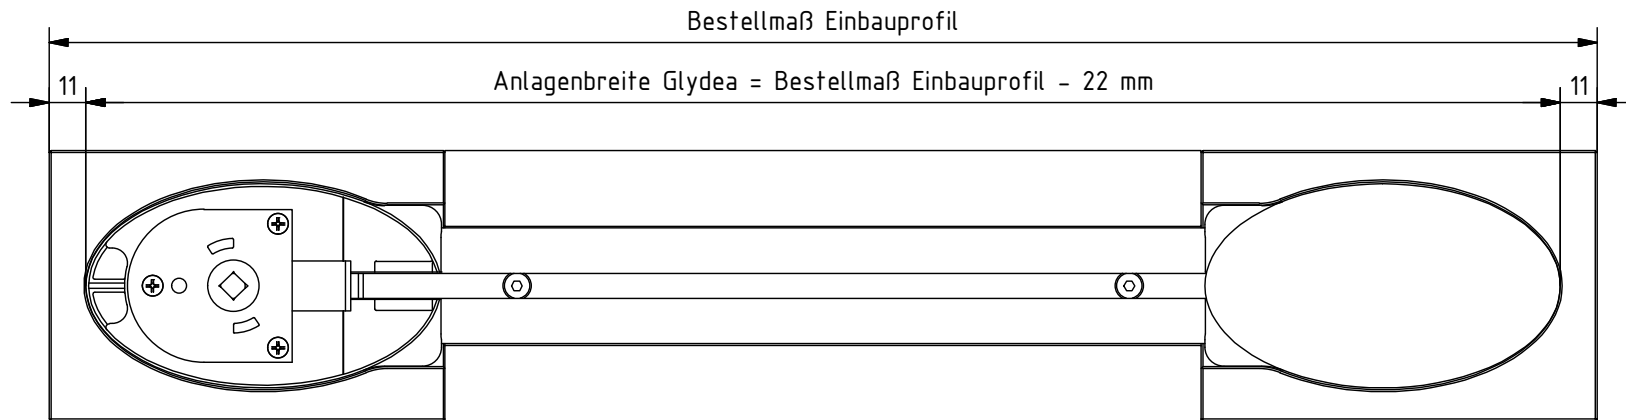 Bestellmaß Einbauprofil
11
Anlagenbreite Glydea = Bestellmaß Einbauprofil - 22 mm
11